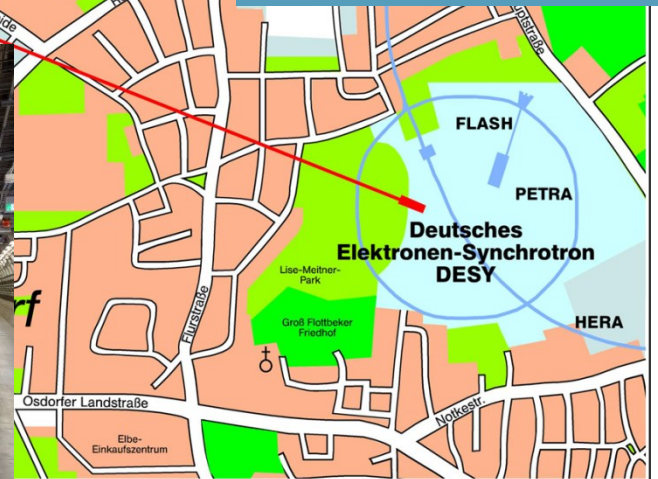 FLASH
PETRA
Deutsches
Elektronen-Synchrotron
DESY
Lise-Meitner-
Park
Groß Flottbeker
Friedhof
HERA
Flurstraße
Osdorfer Landstraße
Notkestr.
Elbe-
Einkaufszentrum